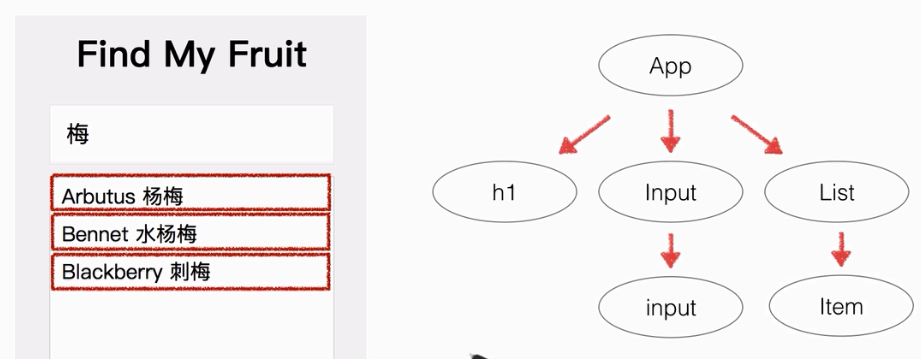 Find My Fruit
梅
Arbutus 杨梅
Bennet 水杨梅
Blackberry 刺梅
App
h1
Input
List
input
Item